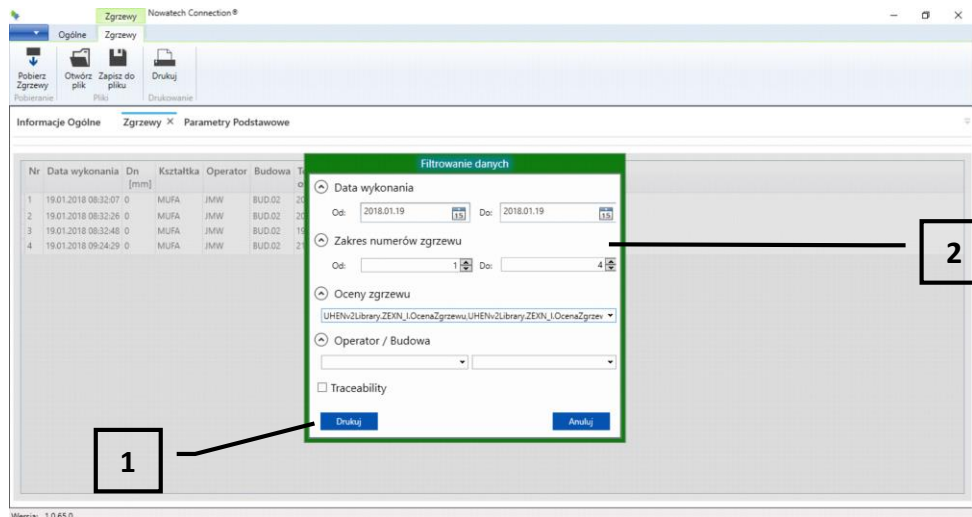 Zgrzewy
Nowatech Connection®
Ogólne Zgrzewy
Pobierz Zgrzewy
Otwórz plik
Zapisz do pliku
Drukuj
Pobieranie Pliki Drukowanie
Informacje Ogólne Zgrzewy × Parametry Podstawowe
Nr Data wykonania Dn [mm] Kształtka Operator Budowa
1 19.01.2018 08:32:07 0 MUFA JMW BUD.02 20
2 19.01.2018 08:32:26 0 MUFA JMW BUD.02 20
3 19.01.2018 08:32:48 0 MUFA JMW BUD.02 19
4 19.01.2018 09:24:29 0 MUFA JMW BUD.02 21
Filtrowanie danych
Data wykonania
Od: 2018.01.19 15 Do: 2018.01.19 15
Zakres numerów zgrzewu
Od: 1 Do: 4
Oceny zgrzewu
UHENv2Library.ZEXN_I.OcenaZgrzewu,UHENv2Library.ZEXN_I.OcenaZgrzev
Operator / Budowa
Traceability
Drukuj Anuluj
1
2
Wersja: 1.0.65.0